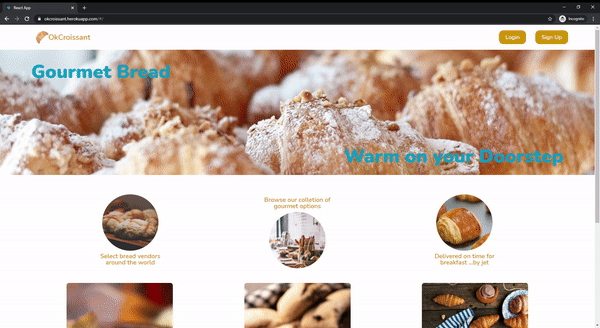 React App
okcroissant.herokuapp.com/#/
Incognito
OkCroissant
Login
Sign Up
Gourmet Bread
Warm on your Doorstep
Select bread vendors
around the world
Browse our colletion of
gourmet options
Delivered on time for
breakfast ...by jet